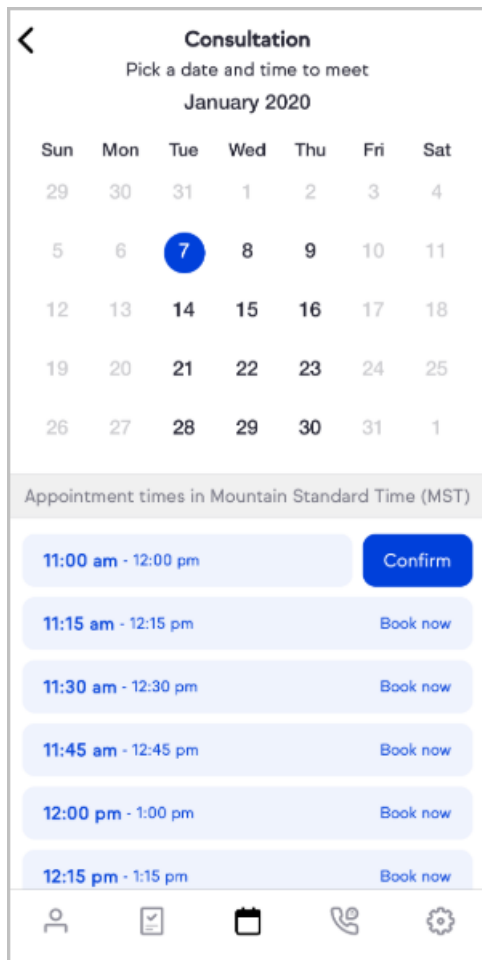 Consultation
Pick a date and time to meet
January 2020
Sun Mon Tue Wed Thu Fri Sat
29 30 31 1 2 3 4
5 6 7 8 9 10 11
12 13 14 15 16 17 18
19 20 21 22 23 24 25
26 27 28 29 30 31 1
Appointment times in Mountain Standard Time (MST)
11:00 am - 12:00 pm Confirm
11:15 am - 12:15 pm Book now
11:30 am - 12:30 pm Book now
11:45 am - 12:45 pm Book now
12:00 pm - 1:00 pm Book now
12:15 pm - 1:15 pm Book now